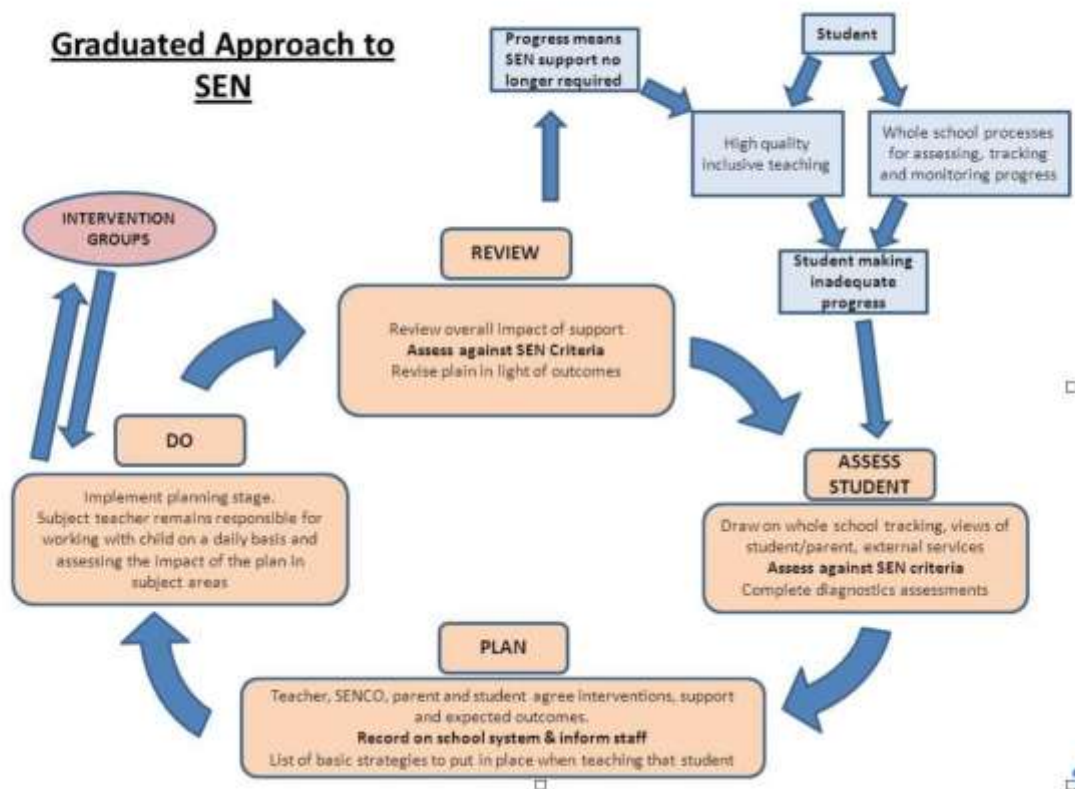 Graduated Approach to
SEN
Progress means
SEN support no
longer required
Student
High quality
inclusive teaching
Whole school processes
for assessing, tracking
and monitoring progress
Student making
inadequate
progress
INTERVENTION
GROUPS
REVIEW
Review overall impact of support
Assess against SEN Criteria
Revise plain in light of outcomes
DO
Implement planning stage.
Subject teacher remains responsible for
working with child on a daily basis and
assessing the impact of the plan in
subject areas
ASSESS
STUDENT
Draw on whole school tracking, views of
student/parent, external services
Assess against SEN criteria
Complete diagnostics assessments
PLAN
Teacher, SENCO, parent and student agree interventions, support
and expected outcomes.
Record on school system & inform staff
List of basic strategies to put in place when teaching that student